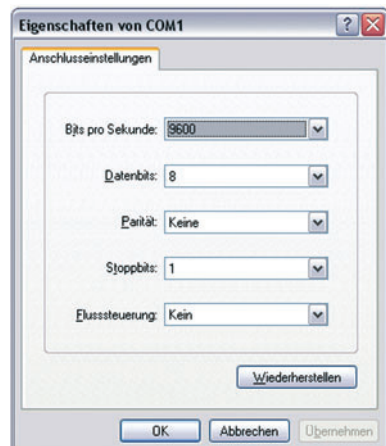 Eigenschaften von COM1
Anschlusseinstellungen
Bits pro Sekunde: 9600
Datenbits: 8
Parität: Keine
Stoppbits: 1
Flusssteuerung: Kein
Wiederherstellen
OK Abbrechen Übernehmen